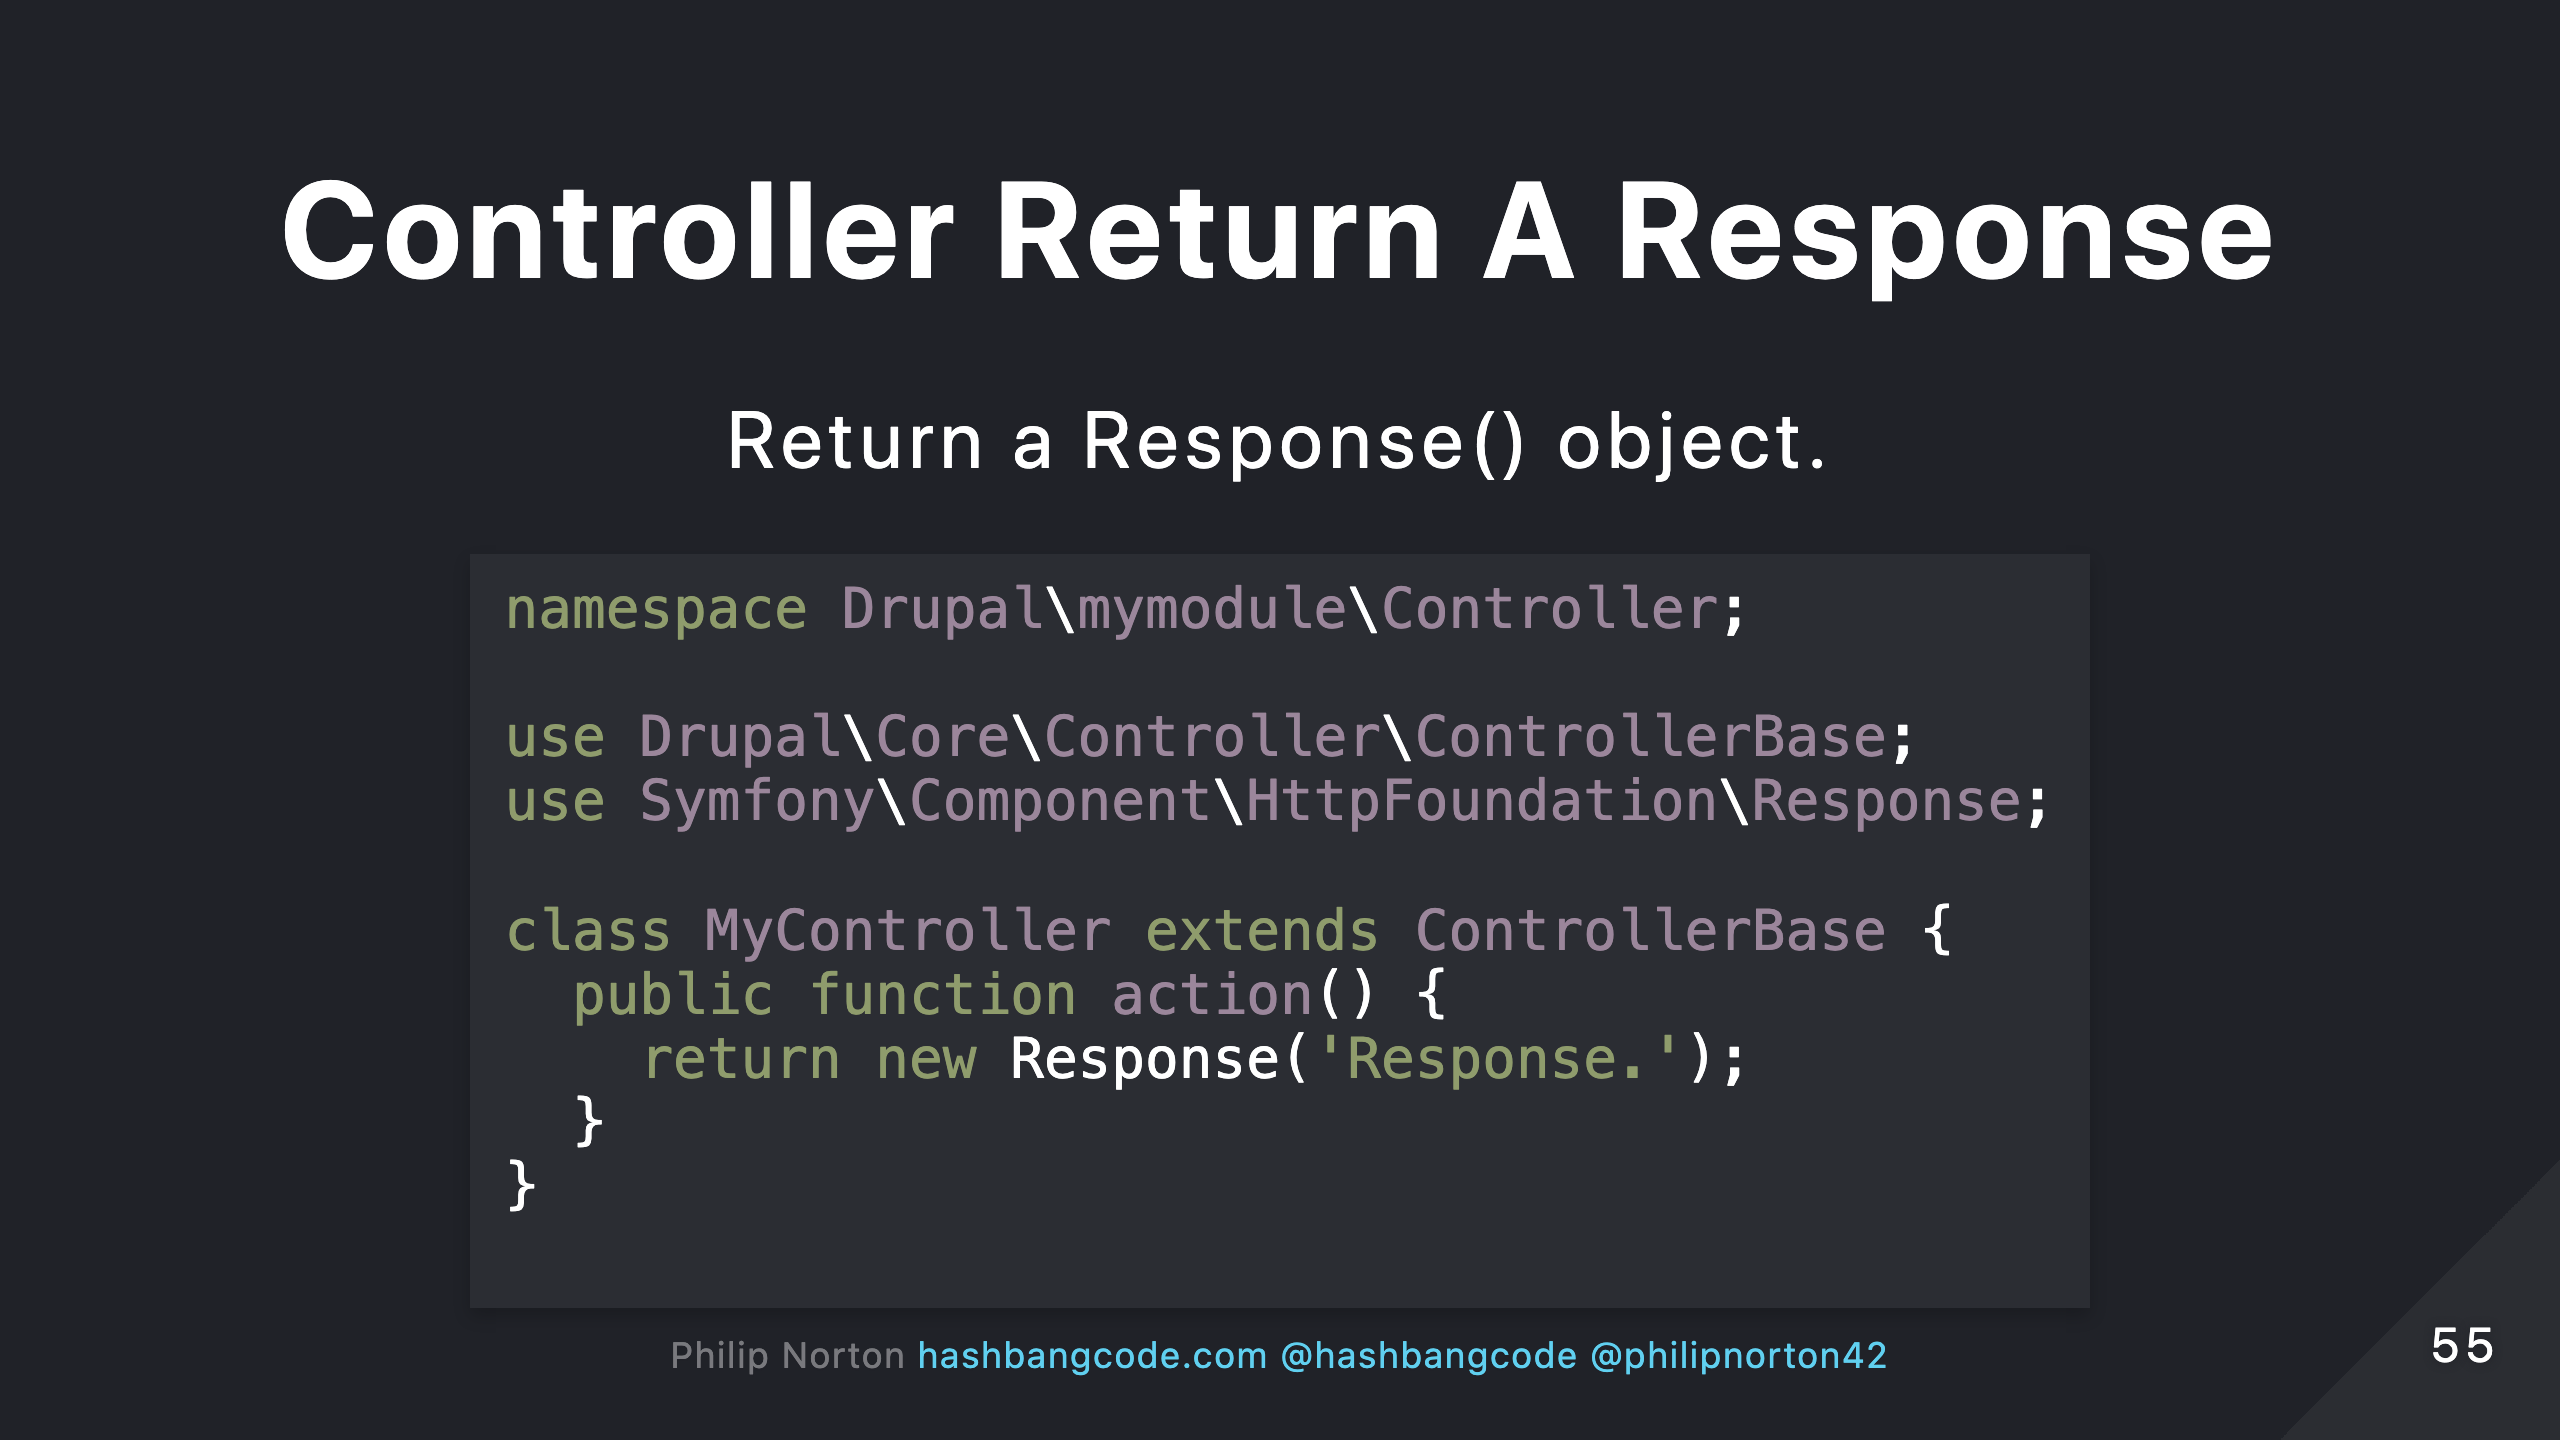 Controller Return A Response
Return a Response() object.
namespace Drupal\mymodule\Controller;
use Drupal\Core\Controller\ControllerBase;
use Symfony\Component\HttpFoundation\Response;
class MyController extends ControllerBase {
  public function action() {
    return new Response('Response.');
  }
}
Philip Norton hashbangcode.com @hashbangcode @philipnorton42
55